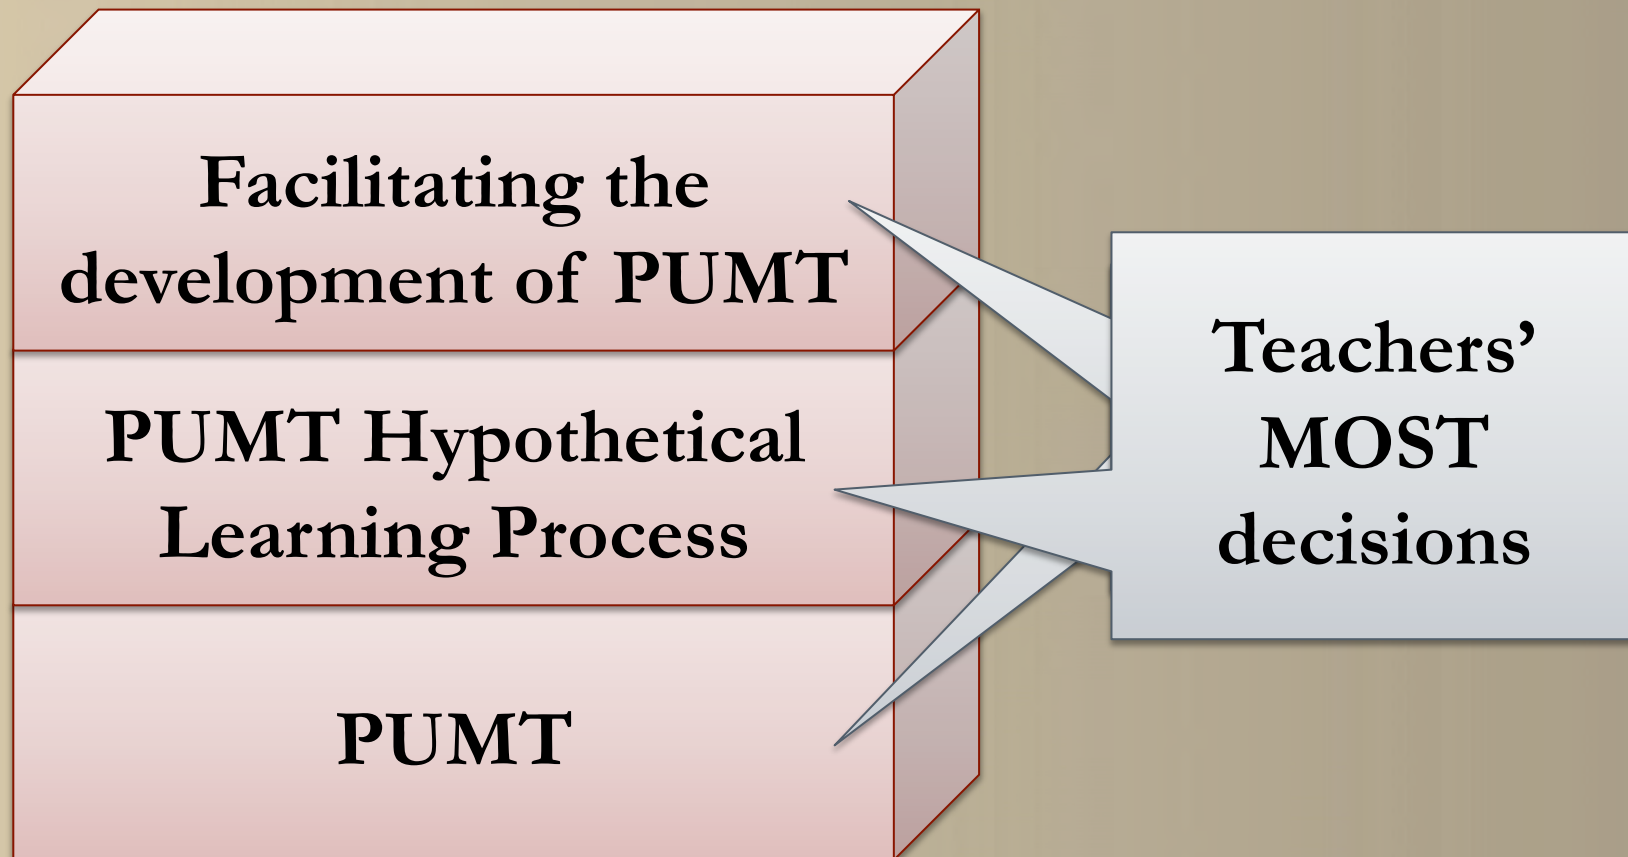 Facilitating the
development of PUMT
PUMT Hypothetical
Learning Process
PUMT
Teachers’
MOST
decisions